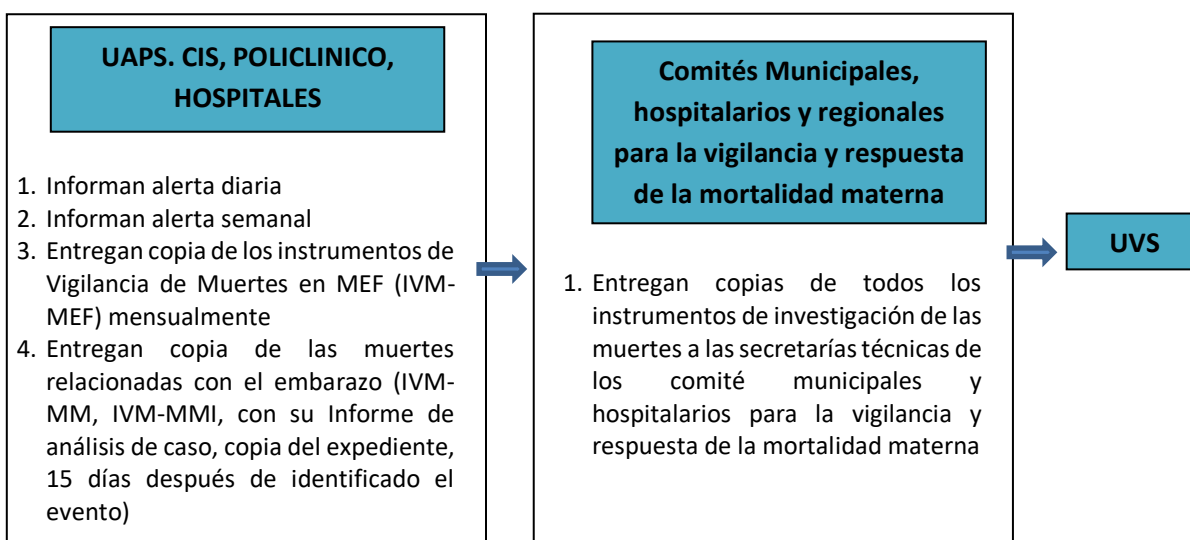 UAPS. CIS, POLICLINICO,
HOSPITALES
1. Informan alerta diaria
2. Informan alerta semanal
3. Entregan copia de los instrumentos de
Vigilancia de Muertes en MEF (IVM-
MEF) mensualmente
4. Entregan copia de las muertes
relacionadas con el embarazo (IVM-
MM, IVM-MMI, con su Informe de
análisis de caso, copia del expediente,
15 días después de identificado el
evento)
Comités Municipales,
hospitalarios y regionales
para la vigilancia y respuesta
de la mortalidad materna
1. Entregan copias de todos los
instrumentos de investigación de las
muertes a las secretarías técnicas de
los comité municipales y
hospitalarios para la vigilancia y
respuesta de la mortalidad materna
UVS